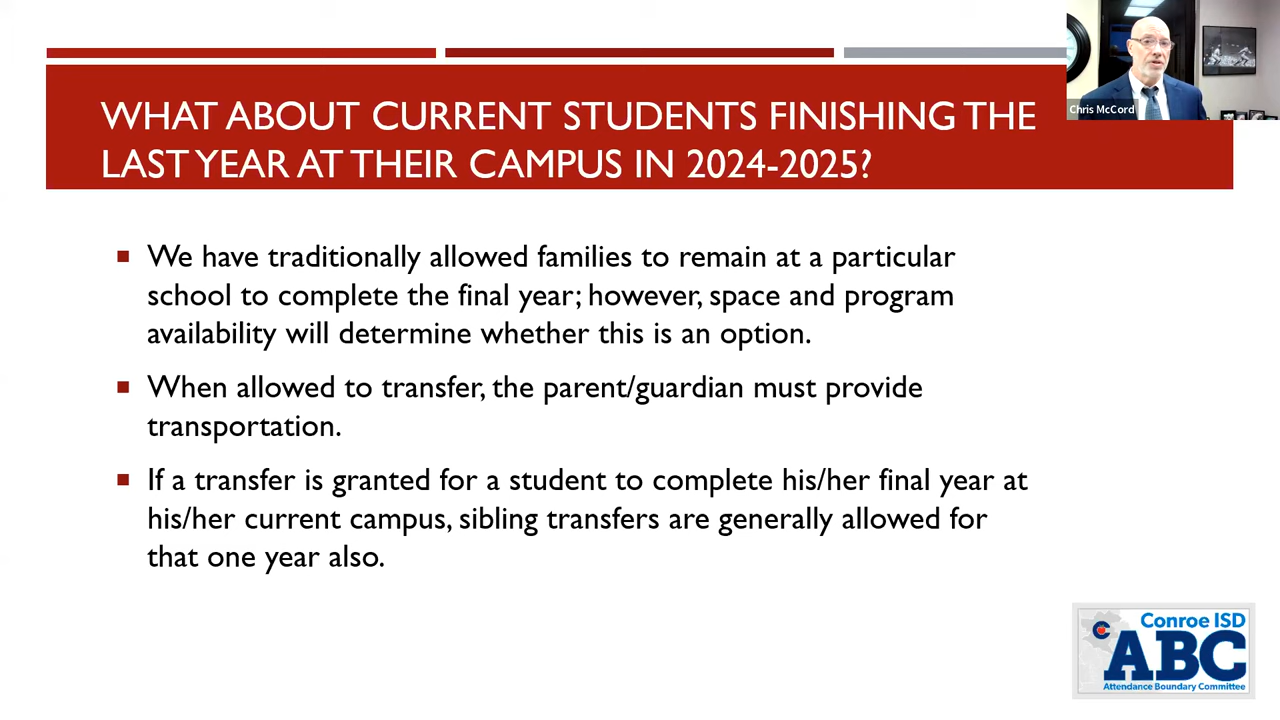 WHAT ABOUT CURRENT STUDENTS FINISHING THE
LAST YEAR AT THEIR CAMPUS IN 2024-2025?
Chris McCord
We have traditionally allowed families to remain at a particular
school to complete the final year; however, space and program
availability will determine whether this is an option.
When allowed to transfer, the parent/guardian must provide
transportation.
If a transfer is granted for a student to complete his/her final year at
his/her current campus, sibling transfers are generally allowed for
that one year also.
Conroe ISD
ABC
Attendance Boundary Committee